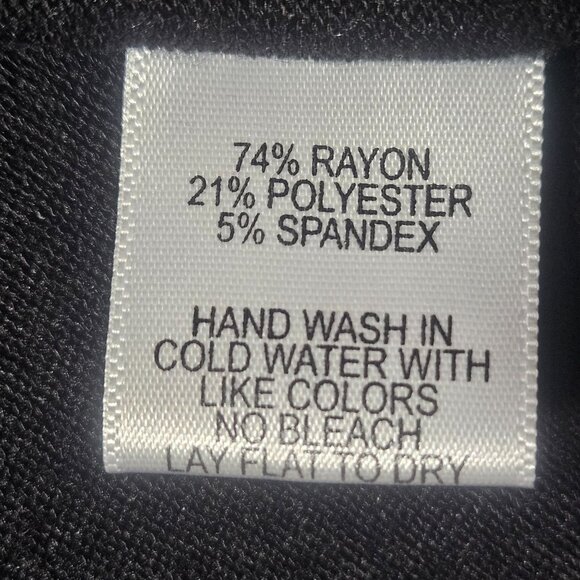 74% RAYON
21% POLYESTER
5% SPANDEX
HAND WASH IN
COLD WATER WITH
LIKE COLORS
NO BLEACH
LAY FLAT TO DRY